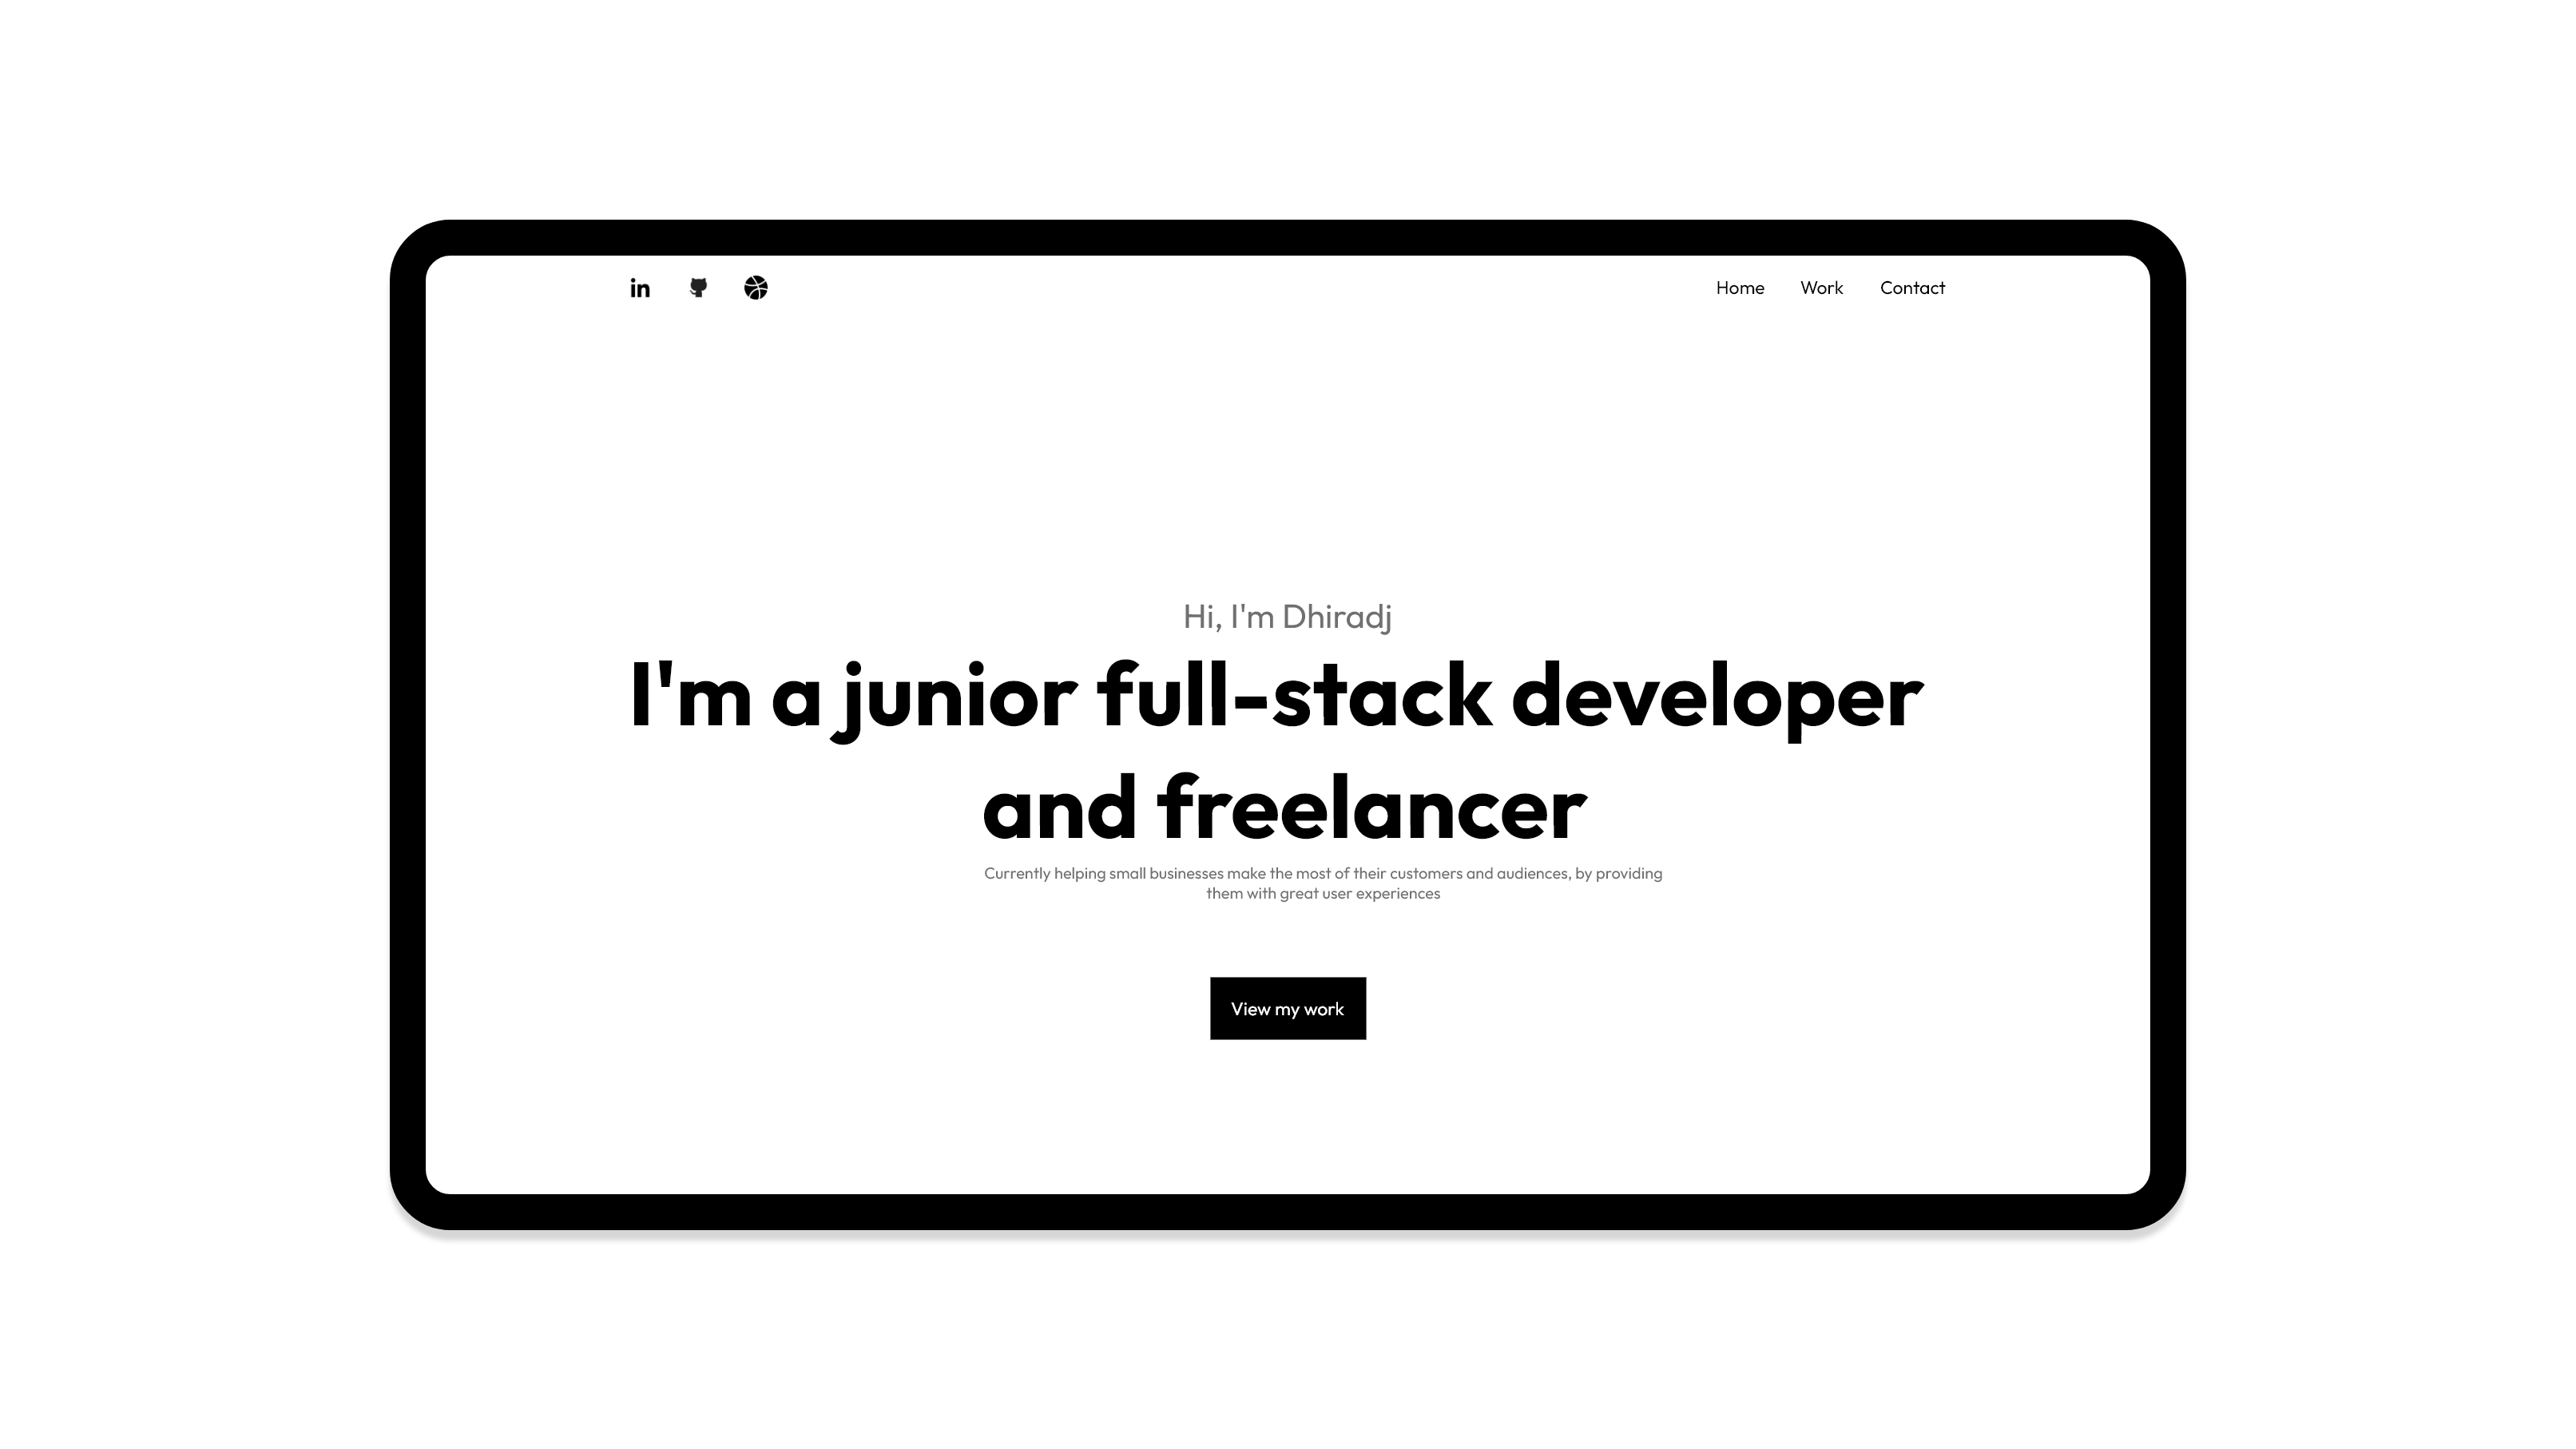 in
Home Work Contact
Hi, I'm Dhiradj
I'm a junior full-stack developer
and freelancer
Currently helping small businesses make the most of their customers and audiences, by providing
them with great user experiences
View my work